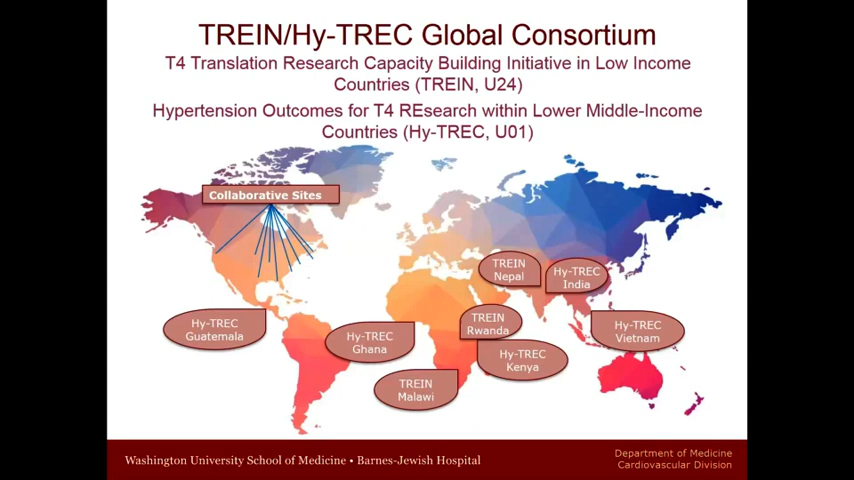 TREIN/Hy-TREC Global Consortium
T4 Translation Research Capacity Building Initiative in Low Income
Countries (TREIN, U24)
Hypertension Outcomes for T4 REsearch within Lower Middle-Income
Countries (Hy-TREC, U01)
Collaborative Sites
TREIN
Nepal
Hy-TREC
India
Hy-TREC
Guatemala
Hy-TREC
Ghana
TREIN
Rwanda
Hy-TREC
Vietnam
Hy-TREC
Kenya
TREIN
Malawi
Washington University School of Medicine • Barnes-Jewish Hospital
Department of Medicine
Cardiovascular Division